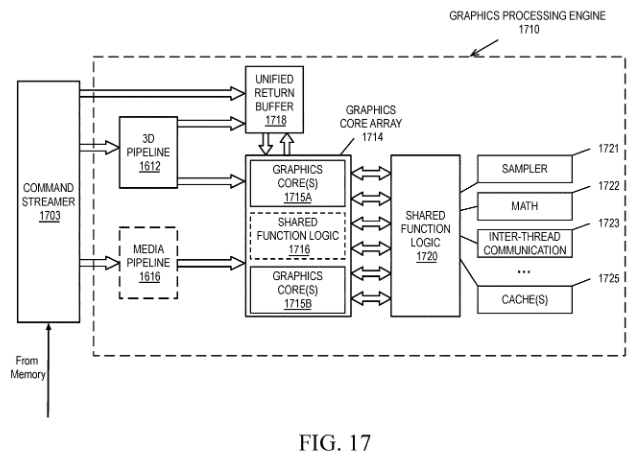 GRAPHICS PROCESSING ENGINE
1710
UNIFIED
RETURN
BUFFER
1718
GRAPHICS
CORE ARRAY
1714
3D
PIPELINE
1612
COMMAND
STREAMER
1703
MEDIA
PIPELINE
1616
GRAPHICS
CORE(S)
1715A
SHARED
FUNCTION LOGIC
1716
GRAPHICS
CORE(S)
1715B
SHARED
FUNCTION
LOGIC
1720
1721
SAMPLER
1722
MATH
1723
INTER-THREAD
COMMUNICATION
...
1725
CACHE(S)
From
Memory
FIG. 17